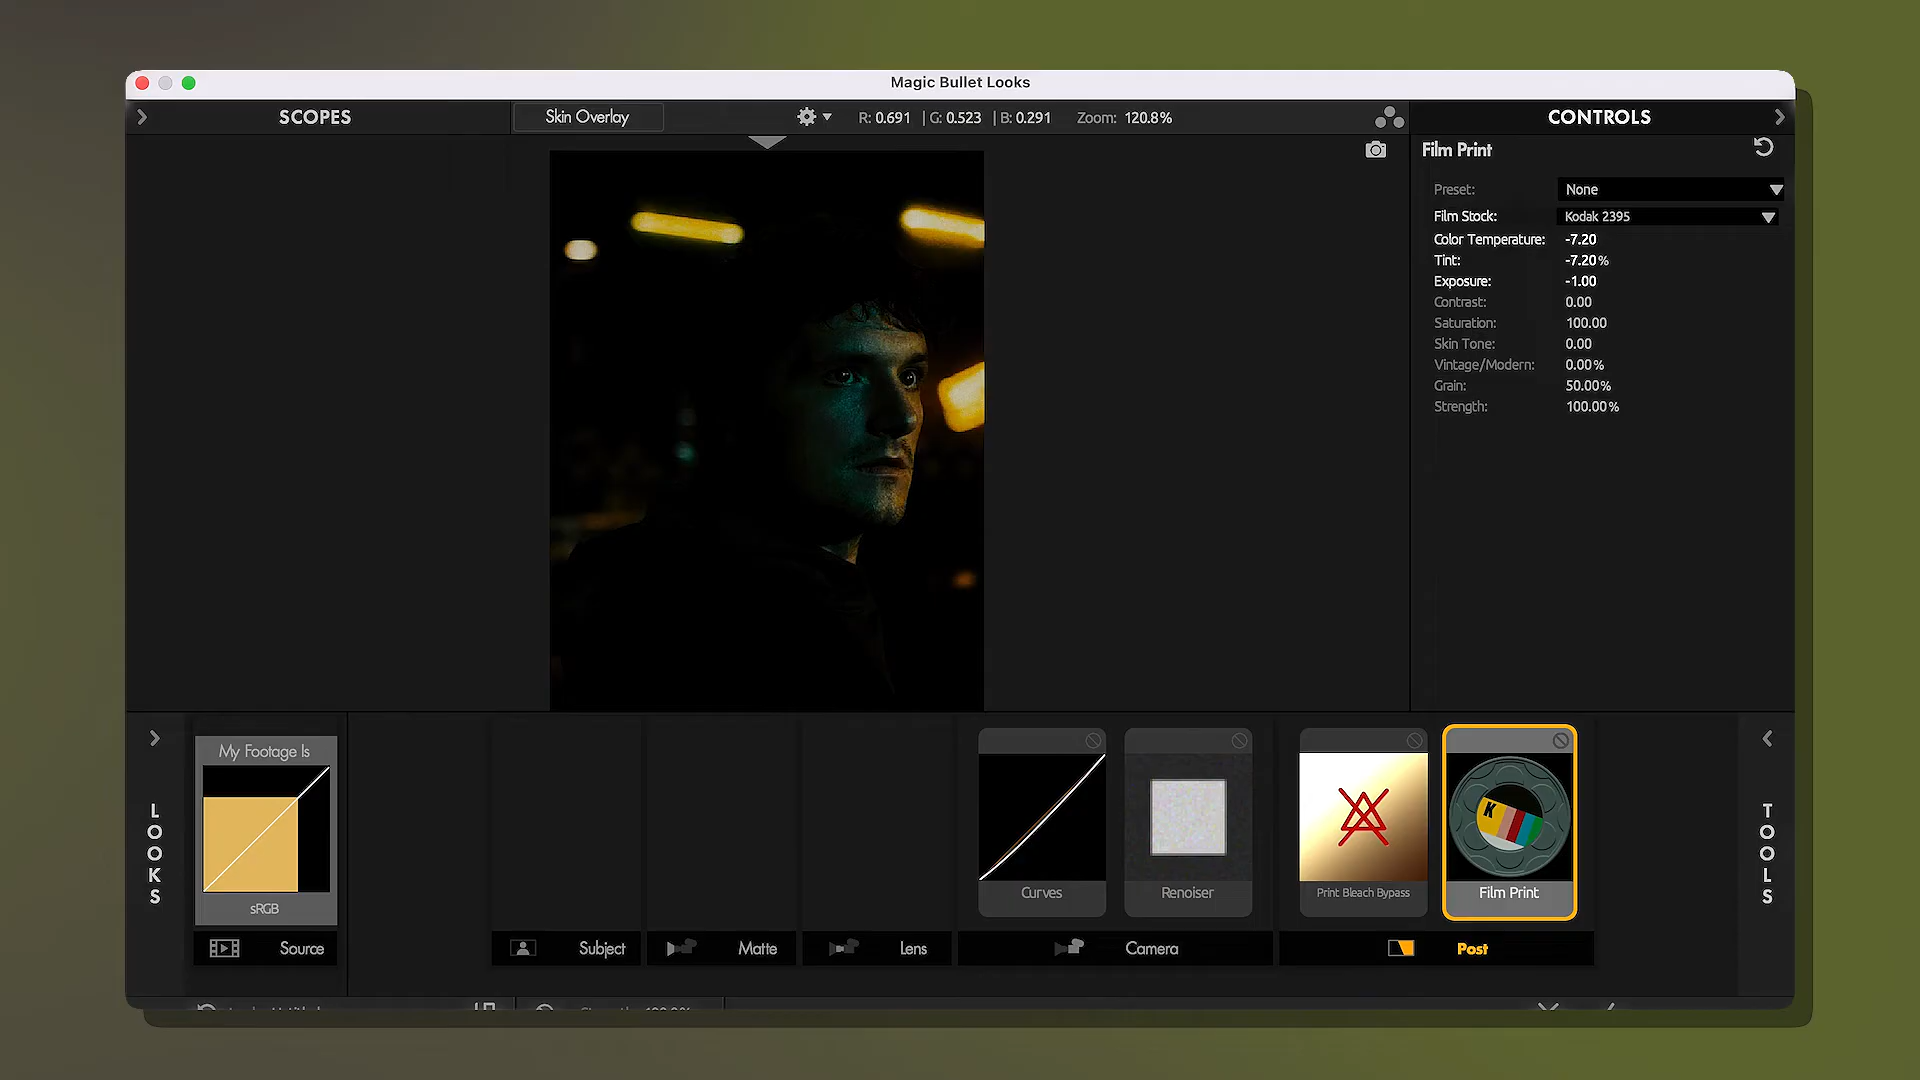 Magic Bullet Looks
SCOPES
Skin Overlay
R: 0.691 | G: 0.523 | B: 0.291
Zoom: 120.8%
CONTROLS
Film Print
Preset: None
Film Stock: Kodak 2395
Color Temperature: -7.20
Tint: -7.20%
Exposure: -1.00
Contrast: 0.00
Saturation: 100.00
Skin Tone: 0.00
Vintage/Modern: 0.00%
Grain: 50.00%
Strength: 100.00%
LOOKS
My Footage Is
sRGB
Source
Subject
Matte
Lens
Curves
Renoiser
Camera
Print Bleach Bypass
K
Film Print
Post
TOOLS